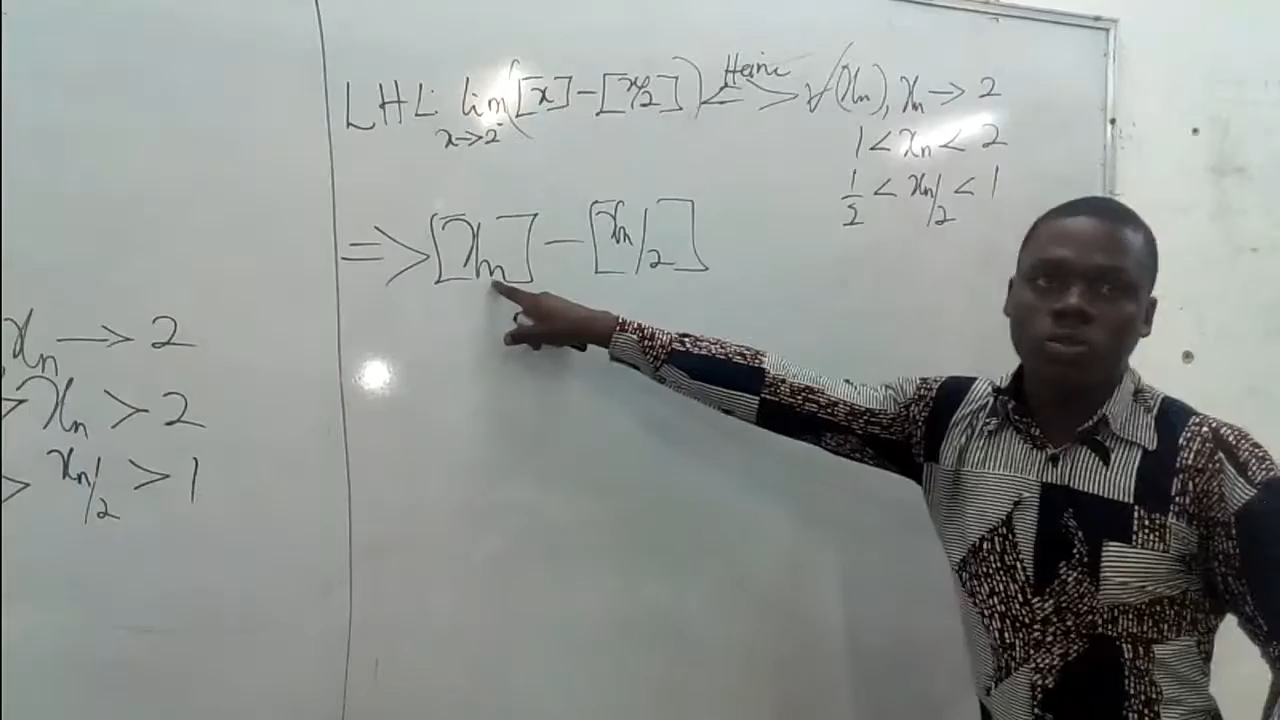 xₙ → 2
> xₙ > 2
> xₙ/2 > 1
LHL lim x→2⁻ ([x] - [x/2]) <=> Heine ∀(xₙ), xₙ → 2
1 < xₙ < 2
1/2 < xₙ/2 < 1
=> [xₙ] - [xₙ/2]